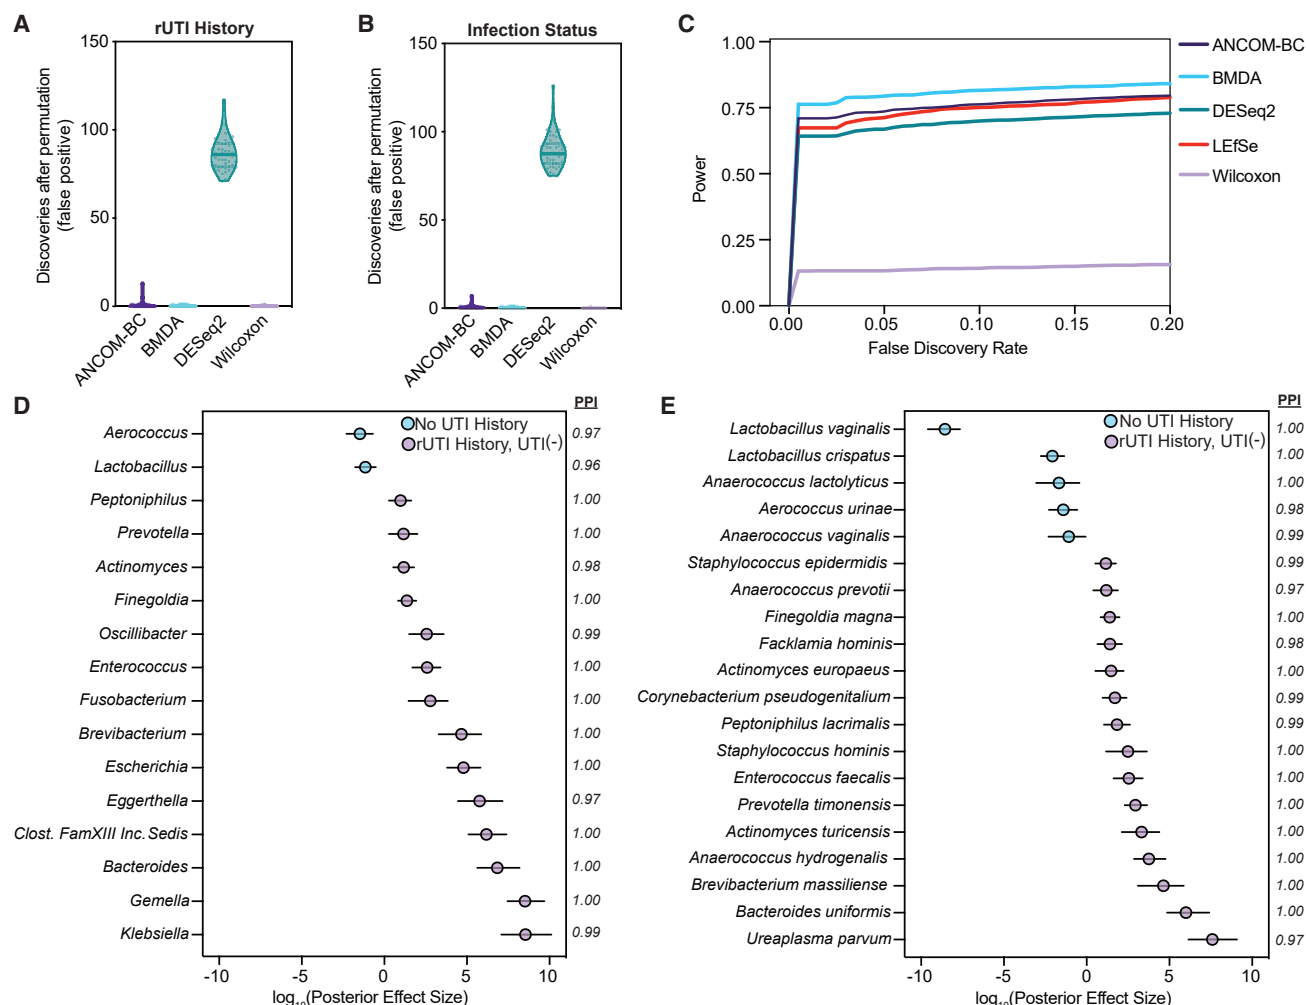 A
rUTI History
Discoveries after permutation
(false positive)
150
100
50
0
ANCOM-BC
BMDA
DESeq2
Wilcoxon
B
Infection Status
Discoveries after permutation
(false positive)
150
100
50
0
ANCOM-BC
BMDA
DESeq2
Wilcoxon
C
Power
1.00
0.75
0.50
0.25
0.00
0.00
0.05
0.10
0.15
0.20
False Discovery Rate
ANCOM-BC
BMDA
DESeq2
LEfSe
Wilcoxon
D
PPI
No UTI History
rUTI History, UTI(-)
Aerococcus 0.97
Lactobacillus 0.96
Peptoniphilus 1.00
Prevotella 1.00
Actinomyces 0.98
Finegoldia 1.00
Oscillibacter 0.99
Enterococcus 1.00
Fusobacterium 1.00
Brevibacterium 1.00
Escherichia 1.00
Eggerthella 0.97
Clost. FamXIII Inc. Sedis 1.00
Bacteroides 1.00
Gemella 1.00
Klebsiella 0.99
-10
-5
0
5
10
log10(Posterior Effect Size)
E
PPI
No UTI History
rUTI History, UTI(-)
Lactobacillus vaginalis 1.00
Lactobacillus crispatus 1.00
Anaerococcus lactolyticus 1.00
Aerococcus urinae 0.98
Anaerococcus vaginalis 0.99
Staphylococcus epidermidis 0.99
Anaerococcus prevotii 0.97
Finegoldia magna 1.00
Facklamia hominis 0.98
Actinomyces europaeus 1.00
Corynebacterium pseudogenitalium 0.99
Peptoniphilus lacrimalis 0.99
Staphylococcus hominis 1.00
Enterococcus faecalis 1.00
Prevotella timonensis 1.00
Actinomyces turicensis 1.00
Anaerococcus hydrogenalis 1.00
Brevibacterium massiliense 1.00
Bacteroides uniformis 1.00
Ureaplasma parvum 0.97
-10
-5
0
5
10
log10(Posterior Effect Size)